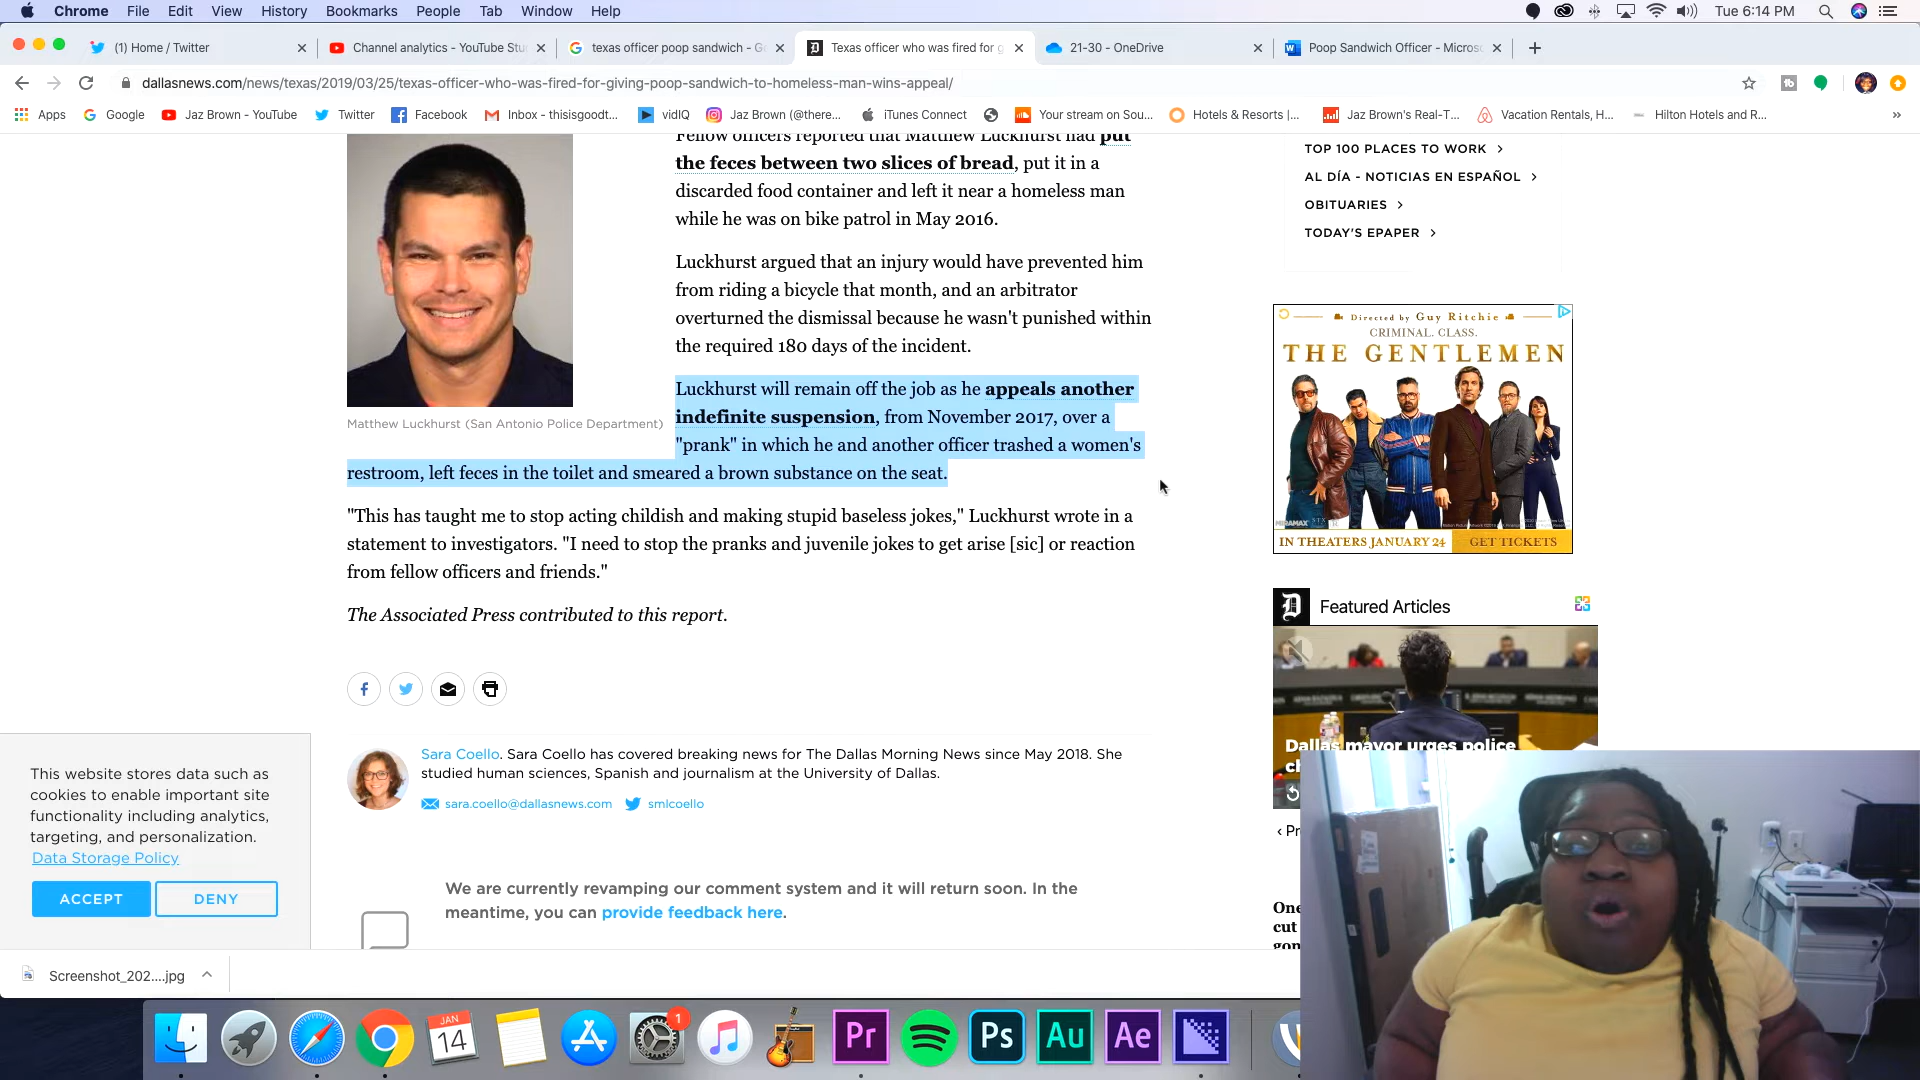 Chrome File Edit View History Bookmarks People Tab Window Help Tue 6:14 PM
(1) Home / Twitter
Channel analytics - YouTube Stu
texas officer poop sandwich - G
Texas officer who was fired for g
21-30 - OneDrive
Poop Sandwich Officer - Micros
dallasnews.com/news/texas/2019/03/25/texas-officer-who-was-fired-for-giving-poop-sandwich-to-homeless-man-wins-appeal/
Apps Google Jaz Brown - YouTube Twitter Facebook Inbox - thisisgoodt... vidIQ Jaz Brown (@there... iTunes Connect Your stream on Sou... Hotels & Resorts |... Jaz Brown's Real-T... Vacation Rentals, H... Hilton Hotels and R... »
Fellow officers reported that Matthew Luckhurst had put
the feces between two slices of bread, put it in a
discarded food container and left it near a homeless man
while he was on bike patrol in May 2016.
Luckhurst argued that an injury would have prevented him
from riding a bicycle that month, and an arbitrator
overturned the dismissal because he wasn't punished within
the required 180 days of the incident.
Matthew Luckhurst (San Antonio Police Department)
Luckhurst will remain off the job as he appeals another
indefinite suspension, from November 2017, over a
"prank" in which he and another officer trashed a women's
restroom, left feces in the toilet and smeared a brown substance on the seat.
"This has taught me to stop acting childish and making stupid baseless jokes," Luckhurst wrote in a
statement to investigators. "I need to stop the pranks and juvenile jokes to get arise [sic] or reaction
from fellow officers and friends."
The Associated Press contributed to this report.
Sara Coello. Sara Coello has covered breaking news for The Dallas Morning News since May 2018. She
studied human sciences, Spanish and journalism at the University of Dallas.
sara.coello@dallasnews.com smlcoello
We are currently revamping our comment system and it will return soon. In the
meantime, you can provide feedback here.
TOP 100 PLACES TO WORK >
AL DÍA - NOTICIAS EN ESPAÑOL >
OBITUARIES >
TODAY'S EPAPER >
Directed by Guy Ritchie
CRIMINAL. CLASS.
THE GENTLEMEN
MIRAMAX
IN THEATERS JANUARY 24 GET TICKETS
D Featured Articles
Dallas mayor urges police
‹ Pr
One
cut
gon
This website stores data such as
cookies to enable important site
functionality including analytics,
targeting, and personalization.
Data Storage Policy
ACCEPT DENY
Screenshot_202....jpg
JAN
14
1
Pr Ps Au Ae